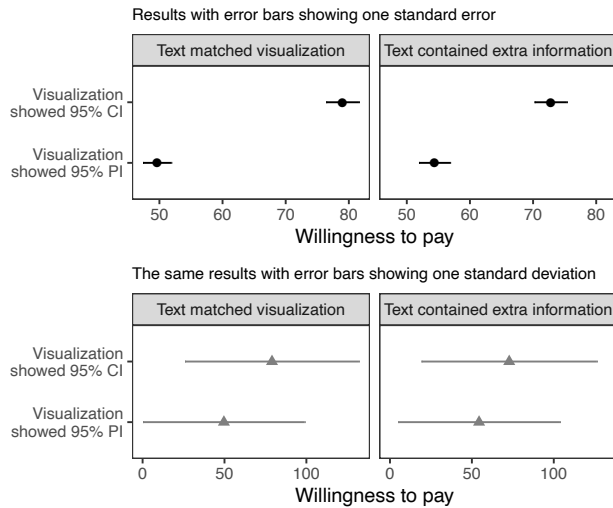 Results with error bars showing one standard error
Text matched visualization
Text contained extra information
Visualization
showed 95% CI
Visualization
showed 95% PI
50 60 70 80 50 60 70 80
Willingness to pay
The same results with error bars showing one standard deviation
Text matched visualization
Text contained extra information
Visualization
showed 95% CI
Visualization
showed 95% PI
0 50 100 0 50 100
Willingness to pay